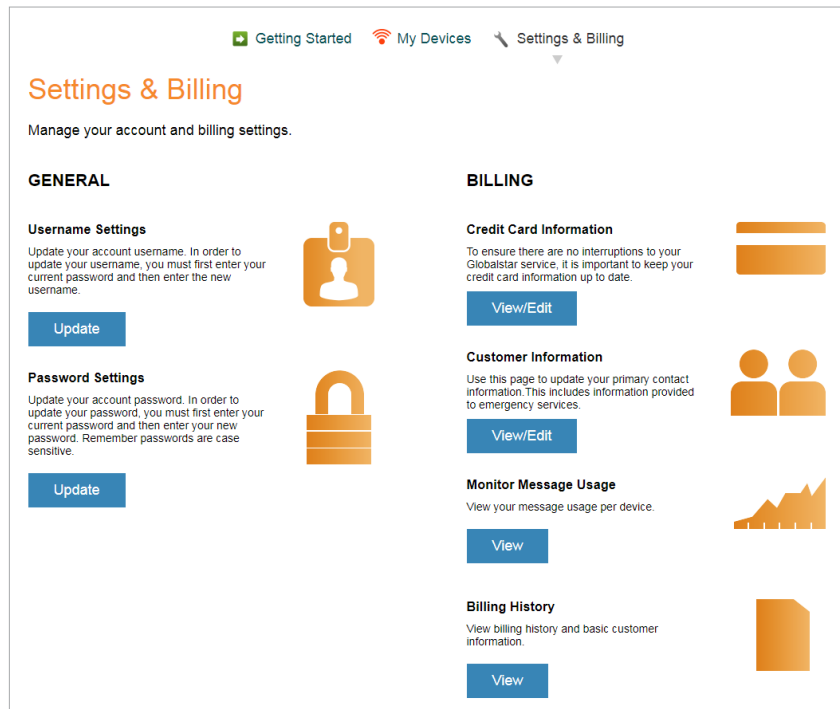 Getting Started My Devices Settings & Billing
Settings & Billing
Manage your account and billing settings.
GENERAL
Username Settings
Update your account username. In order to
update your username, you must first enter your
current password and then enter the new
username.
Update
Password Settings
Update your account password. In order to
update your password, you must first enter your
current password and then enter your new
password. Remember passwords are case
sensitive.
Update
BILLING
Credit Card Information
To ensure there are no interruptions to your
Globalstar service, it is important to keep your
credit card information up to date.
View/Edit
Customer Information
Use this page to update your primary contact
information.This includes information provided
to emergency services.
View/Edit
Monitor Message Usage
View your message usage per device.
View
Billing History
View billing history and basic customer
information.
View